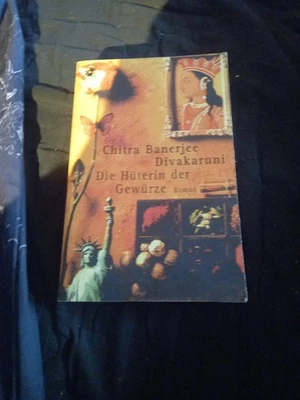 Chitra Banerjee
Divakaruni
Die Hüterin der
Gewürze Roman